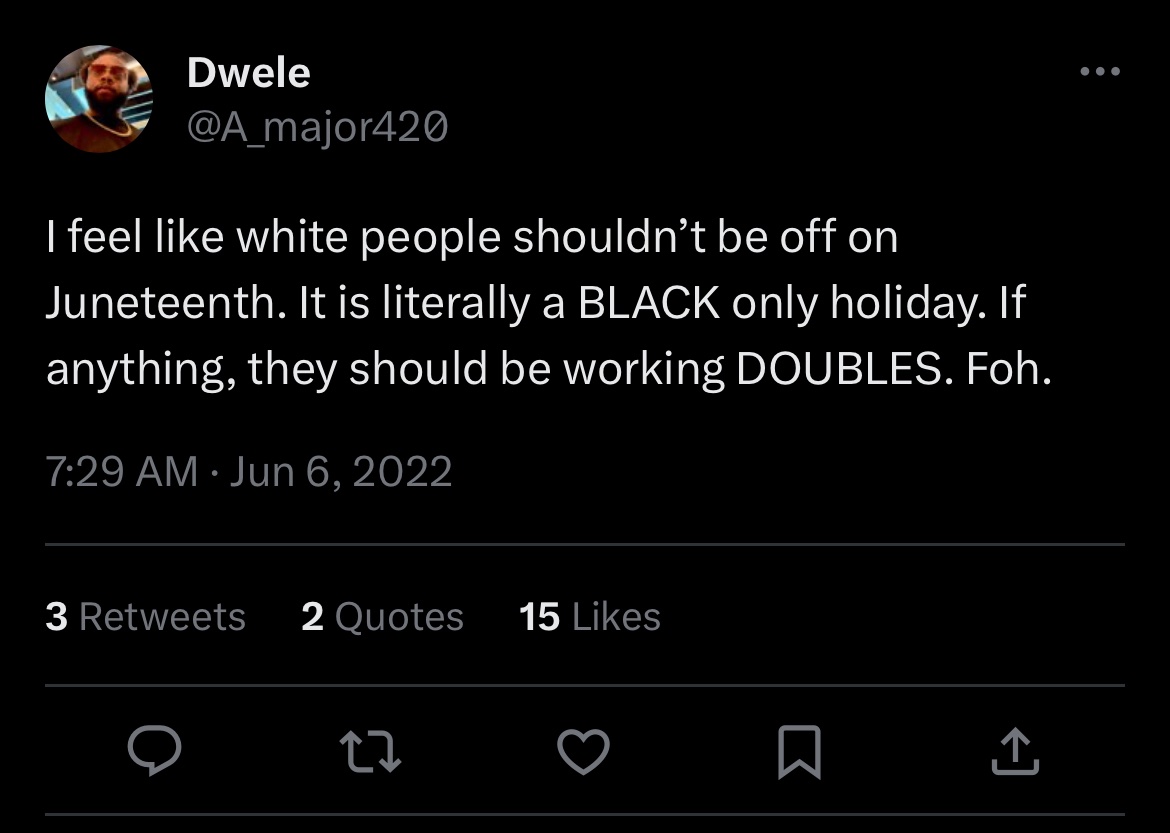 Dwele
@A_major420
I feel like white people shouldn’t be off on
Juneteenth. It is literally a BLACK only holiday. If
anything, they should be working DOUBLES. Foh.
7:29 AM · Jun 6, 2022
3 Retweets 2 Quotes 15 Likes